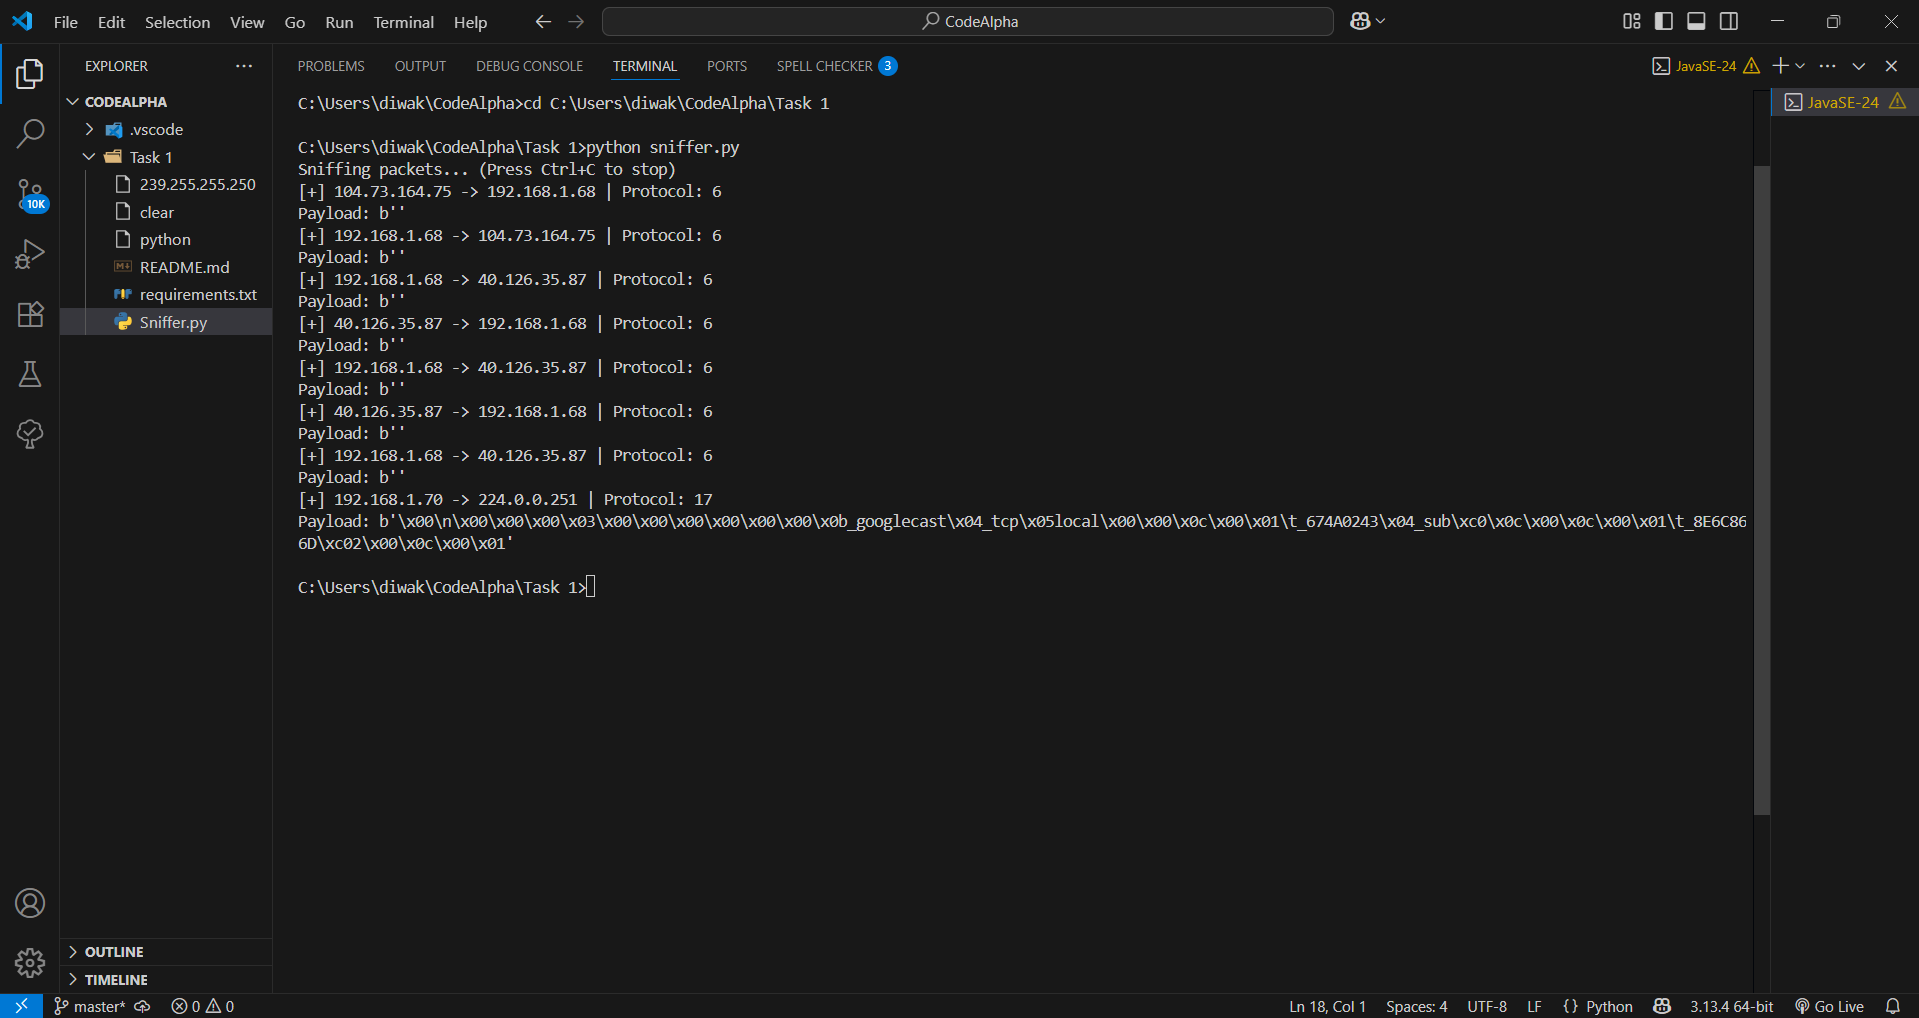 File Edit Selection View Go Run Terminal Help CodeAlpha
EXPLORER
CODEALPHA
.vscode
Task 1
239.255.255.250
clear
python
README.md
requirements.txt
Sniffer.py
10K
OUTLINE
TIMELINE
PROBLEMS OUTPUT DEBUG CONSOLE TERMINAL PORTS SPELL CHECKER 3 JavaSE-24
JavaSE-24
C:\Users\diwak\CodeAlpha>cd C:\Users\diwak\CodeAlpha\Task 1
C:\Users\diwak\CodeAlpha\Task 1>python sniffer.py
Sniffing packets... (Press Ctrl+C to stop)
[+] 104.73.164.75 -> 192.168.1.68 | Protocol: 6
Payload: b''
[+] 192.168.1.68 -> 104.73.164.75 | Protocol: 6
Payload: b''
[+] 192.168.1.68 -> 40.126.35.87 | Protocol: 6
Payload: b''
[+] 40.126.35.87 -> 192.168.1.68 | Protocol: 6
Payload: b''
[+] 192.168.1.68 -> 40.126.35.87 | Protocol: 6
Payload: b''
[+] 40.126.35.87 -> 192.168.1.68 | Protocol: 6
Payload: b''
[+] 192.168.1.68 -> 40.126.35.87 | Protocol: 6
Payload: b''
[+] 192.168.1.70 -> 224.0.0.251 | Protocol: 17
Payload: b'\x00\n\x00\x00\x00\x03\x00\x00\x00\x00\x00\x00\x0b_googlecast\x04_tcp\x05local\x00\x00\x0c\x00\x01\t_674A0243\x04_sub\xc0\x0c\x00\x0c\x00\x01\t_8E6C86
6D\xc02\x00\x0c\x00\x01'
C:\Users\diwak\CodeAlpha\Task 1>
master* 0 0 Ln 18, Col 1 Spaces: 4 UTF-8 LF {} Python 3.13.4 64-bit Go Live